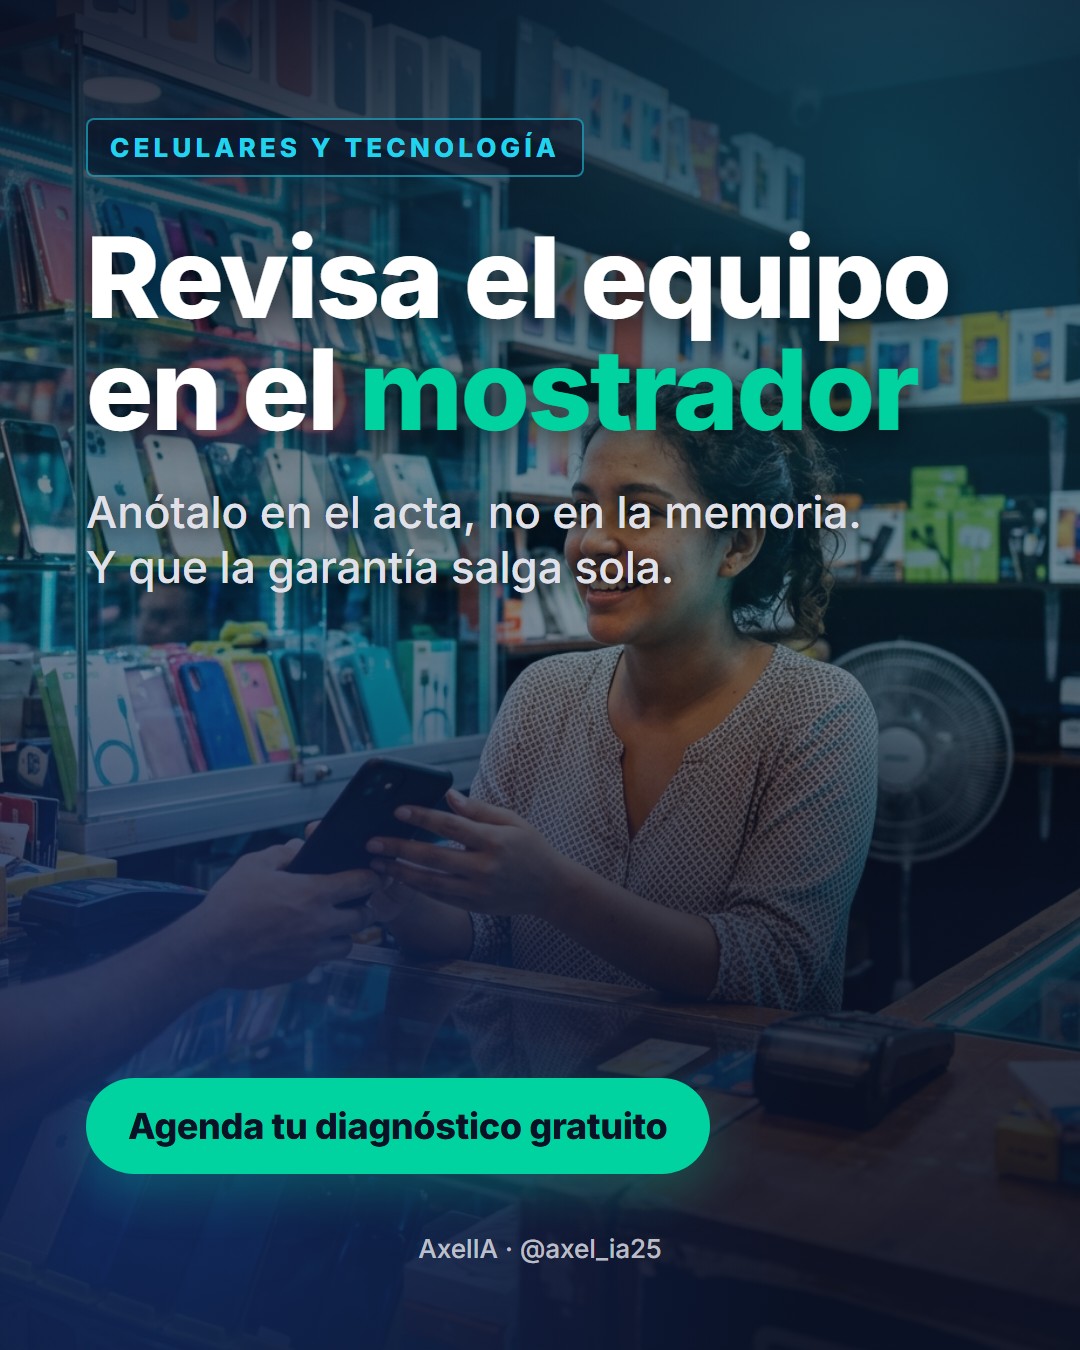 CELULARES Y TECNOLOGÍA
Revisa el equipo
en el mostrador
Anótalo en el acta, no en la memoria.
Y que la garantía salga sola.
Agenda tu diagnóstico gratuito
AxelIA · @axel_ia25